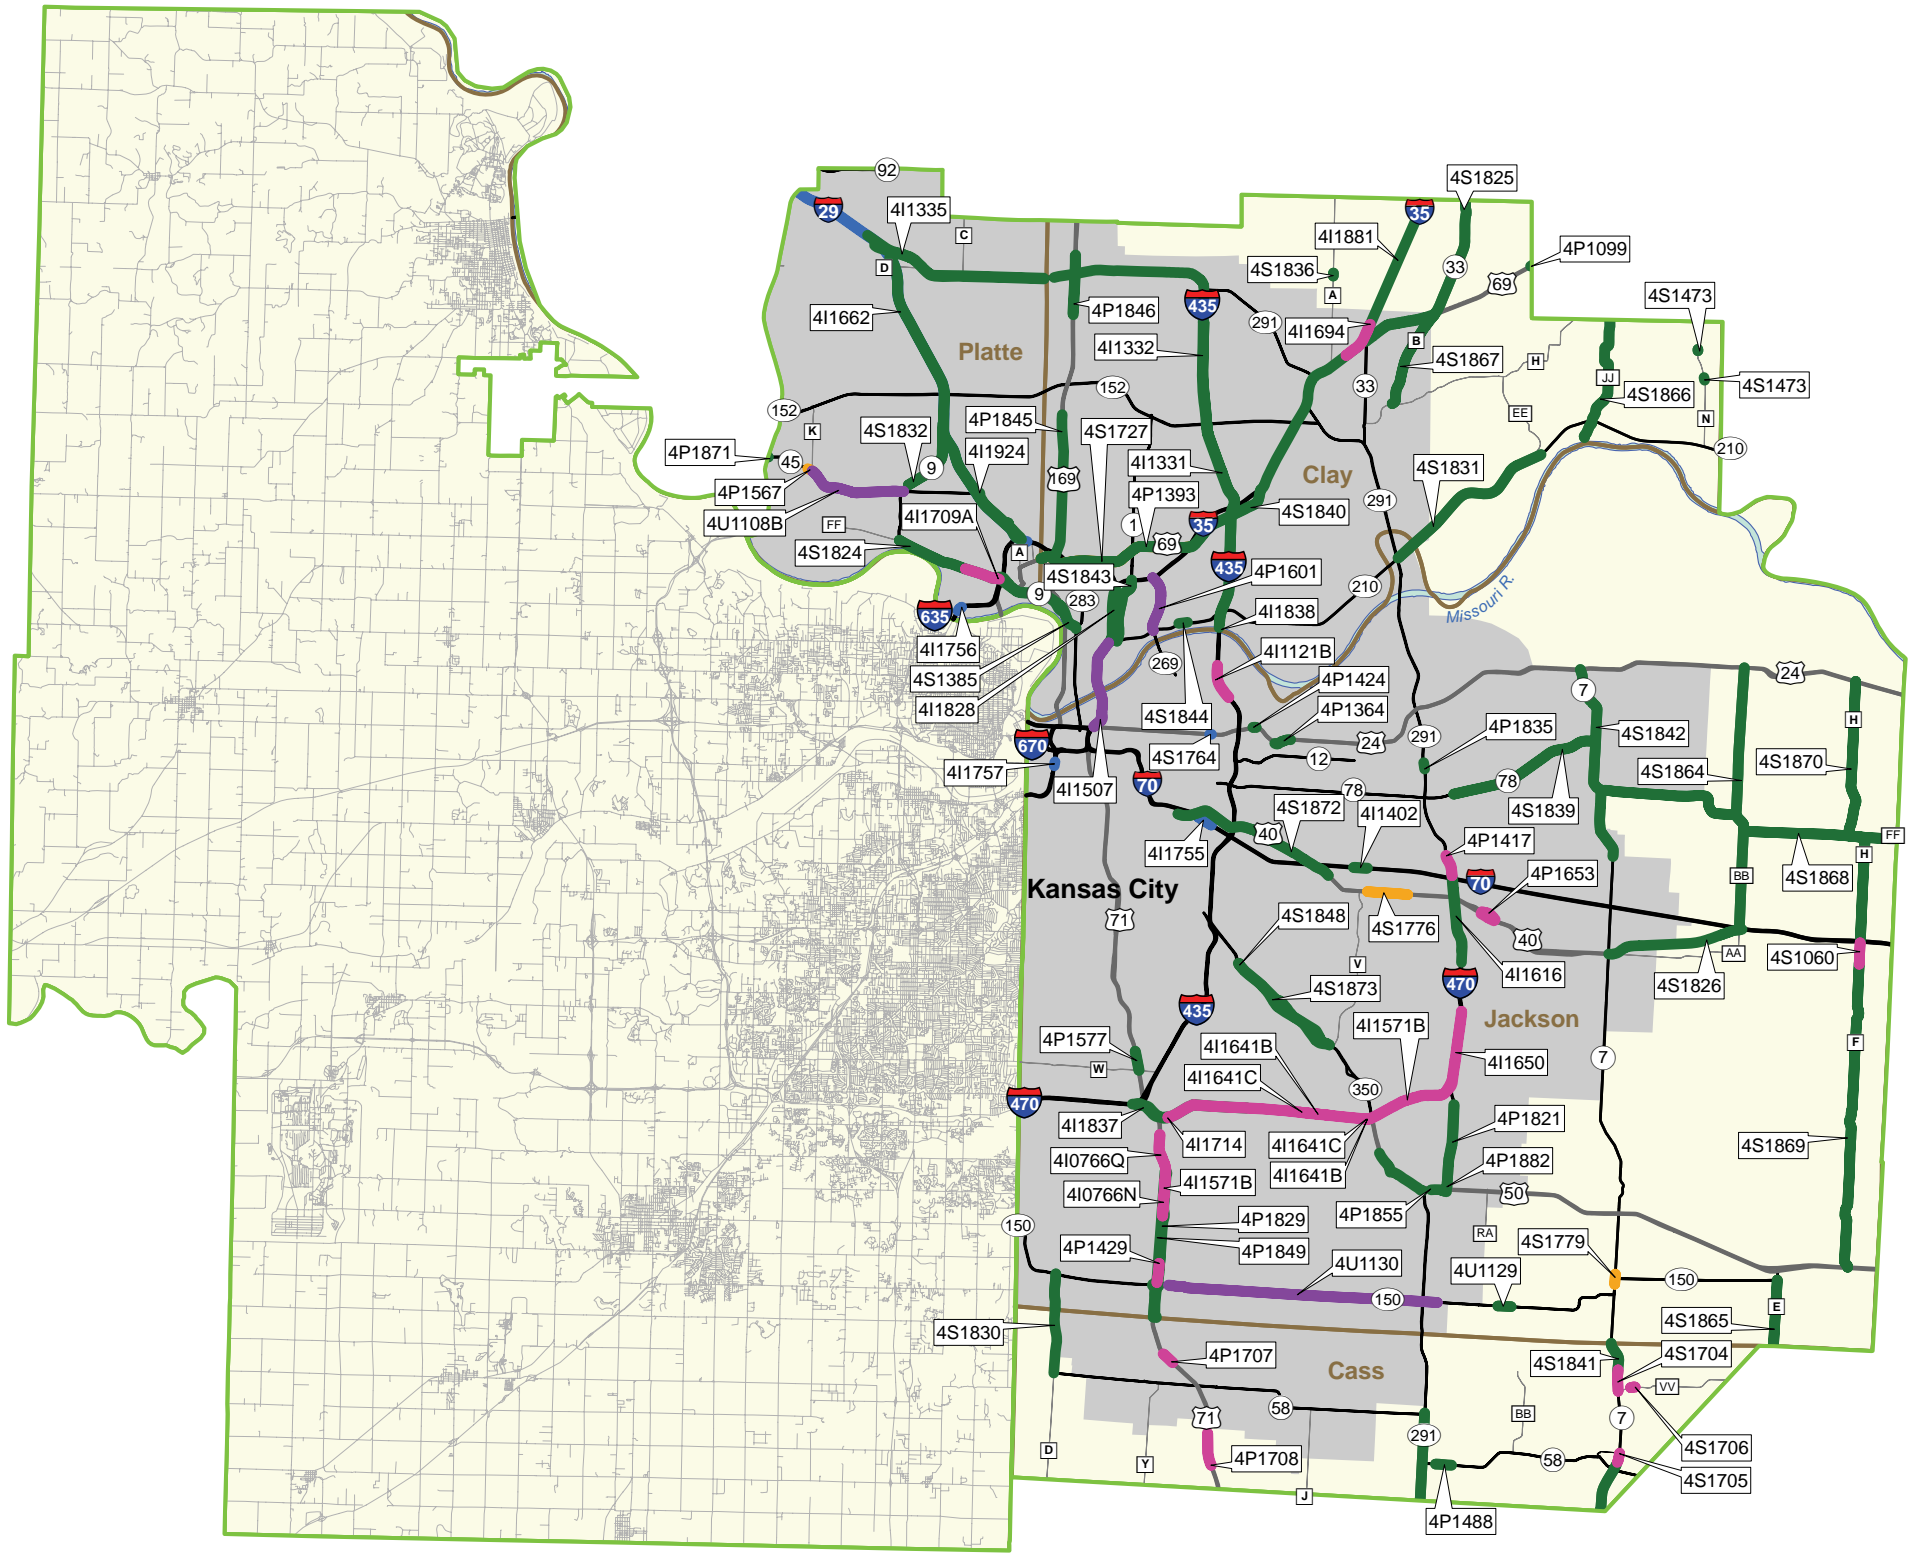 92
4S1825
29
4I1335
35
C
4I1881
4P1099
D
4S1836
33
69
A
4S1473
4I1662
435
4P1846
291
4I1694
Platte
4I1332
B
4S1867
H
JJ
4S1473
152
33
4S1866
152
K
EE
N
4P1845
4S1832
4S1727
4P1871
45
9
4I1924
210
4I1331
Clay
4S1831
4P1567
169
4P1393
291
4U1108B
4I1709A
4S1840
FF
1
35
4S1824
A
69
435
4S1843
4P1601
210
Missouri R.
9
283
635
4I1838
4I1756
4I1121B
269
4S1385
4P1424
24
7
4I1828
4S1844
4P1364
H
670
24
291
4P1835
4S1842
4S1764
12
4I1757
4S1864
4S1870
70
78
4I1507
78
4S1839
4S1872
4I1402
40
FF
4I1755
4P1417
H
70
4P1653
4S1868
Kansas City
BB
71
4S1848
4S1776
40
V
AA
4S1060
4I1616
4S1873
470
4S1826
435
4I1571B
Jackson
4P1577
4I1641B
F
W
4I1641C
4I1650
7
350
470
4I1837
4P1821
4I1714
4I1641C
4S1869
4I0766Q
4I1641B
4P1882
4I1571B
50
4I0766N
4P1855
4P1829
150
RA
4P1429
4P1849
4S1779
4U1130
4U1129
150
150
E
4S1830
4S1865
4P1707
4S1841
4S1704
Cass
VV
58
71
BB
7
D
291
4S1706
Y
4P1708
58
4S1705
J
4P1488